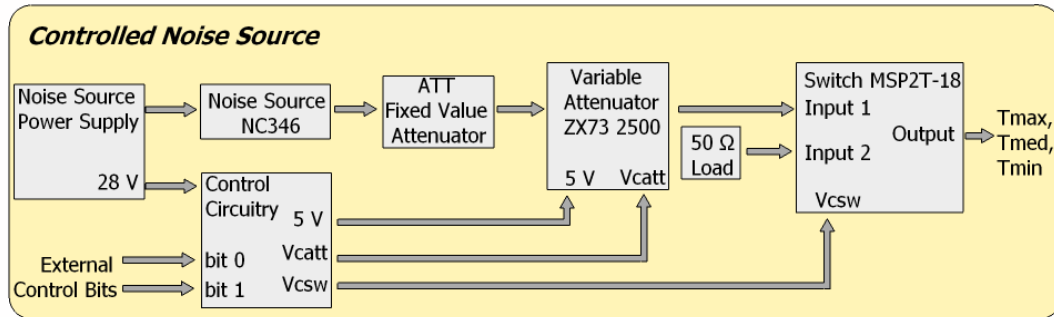 Controlled Noise Source
Noise Source
Power Supply
28 V
Noise Source
NC346
ATT
Fixed Value
Attenuator
Variable
Attenuator
ZX73 2500
5 V Vcatt
50 Ω
Load
Switch MSP2T-18
Input 1
Output
Input 2
Vcsw
Tmax,
Tmed,
Tmin
Control
Circuitry
5 V
Vcatt
Vcsw
bit 0
bit 1
External
Control Bits